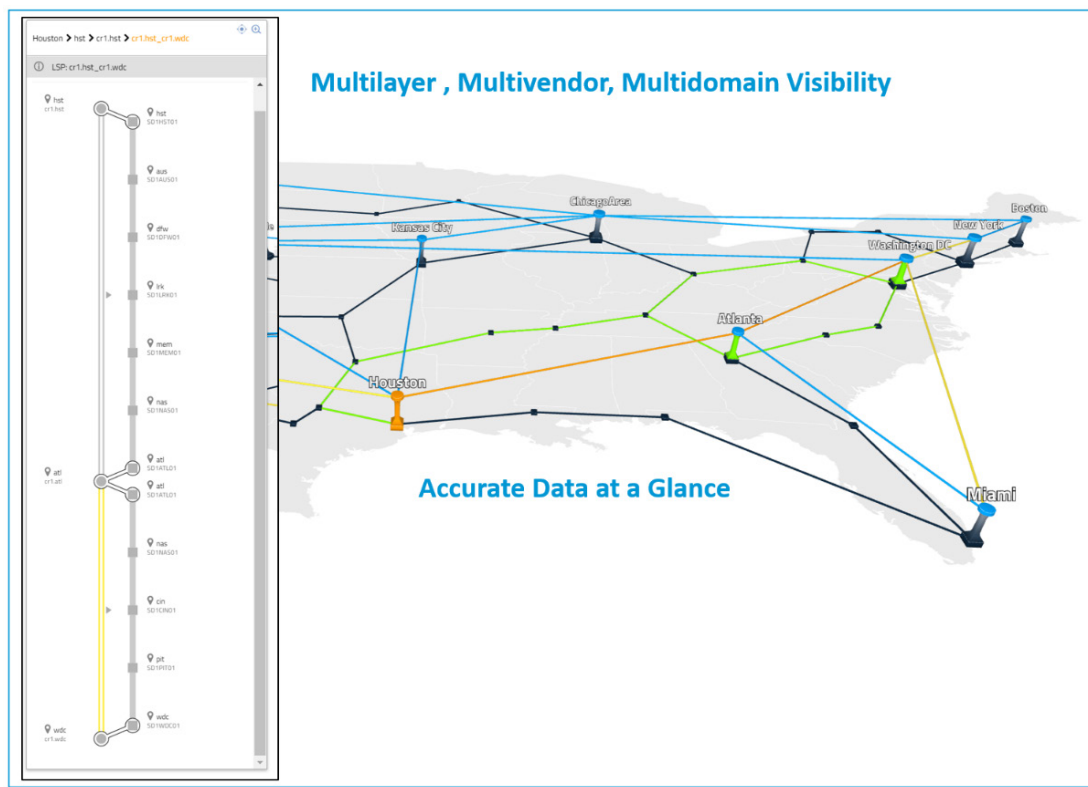 Houston > hst > cr1.hst > cr1.hst_cr1.wdc
LSP: cr1.hst_cr1.wdc
hst
cr1.hst
hst
SD1HST01
aus
SD1AUS01
dfw
SD1DFW01
lrk
SD1LRK01
mem
SD1MEM01
nas
SD1NAS01
atl
cr1.atl
atl
SD1ATL01
atl
SD1ATL01
nas
SD1NAS01
cin
SD1CIN01
pit
SD1PIT01
wdc
cr1.wdc
wdc
SD1WDC01
Multilayer , Multivendor, Multidomain Visibility
ChicagoArea
Kansas City
Boston
New York
Washington DC
Atlanta
Houston
Miami
Accurate Data at a Glance